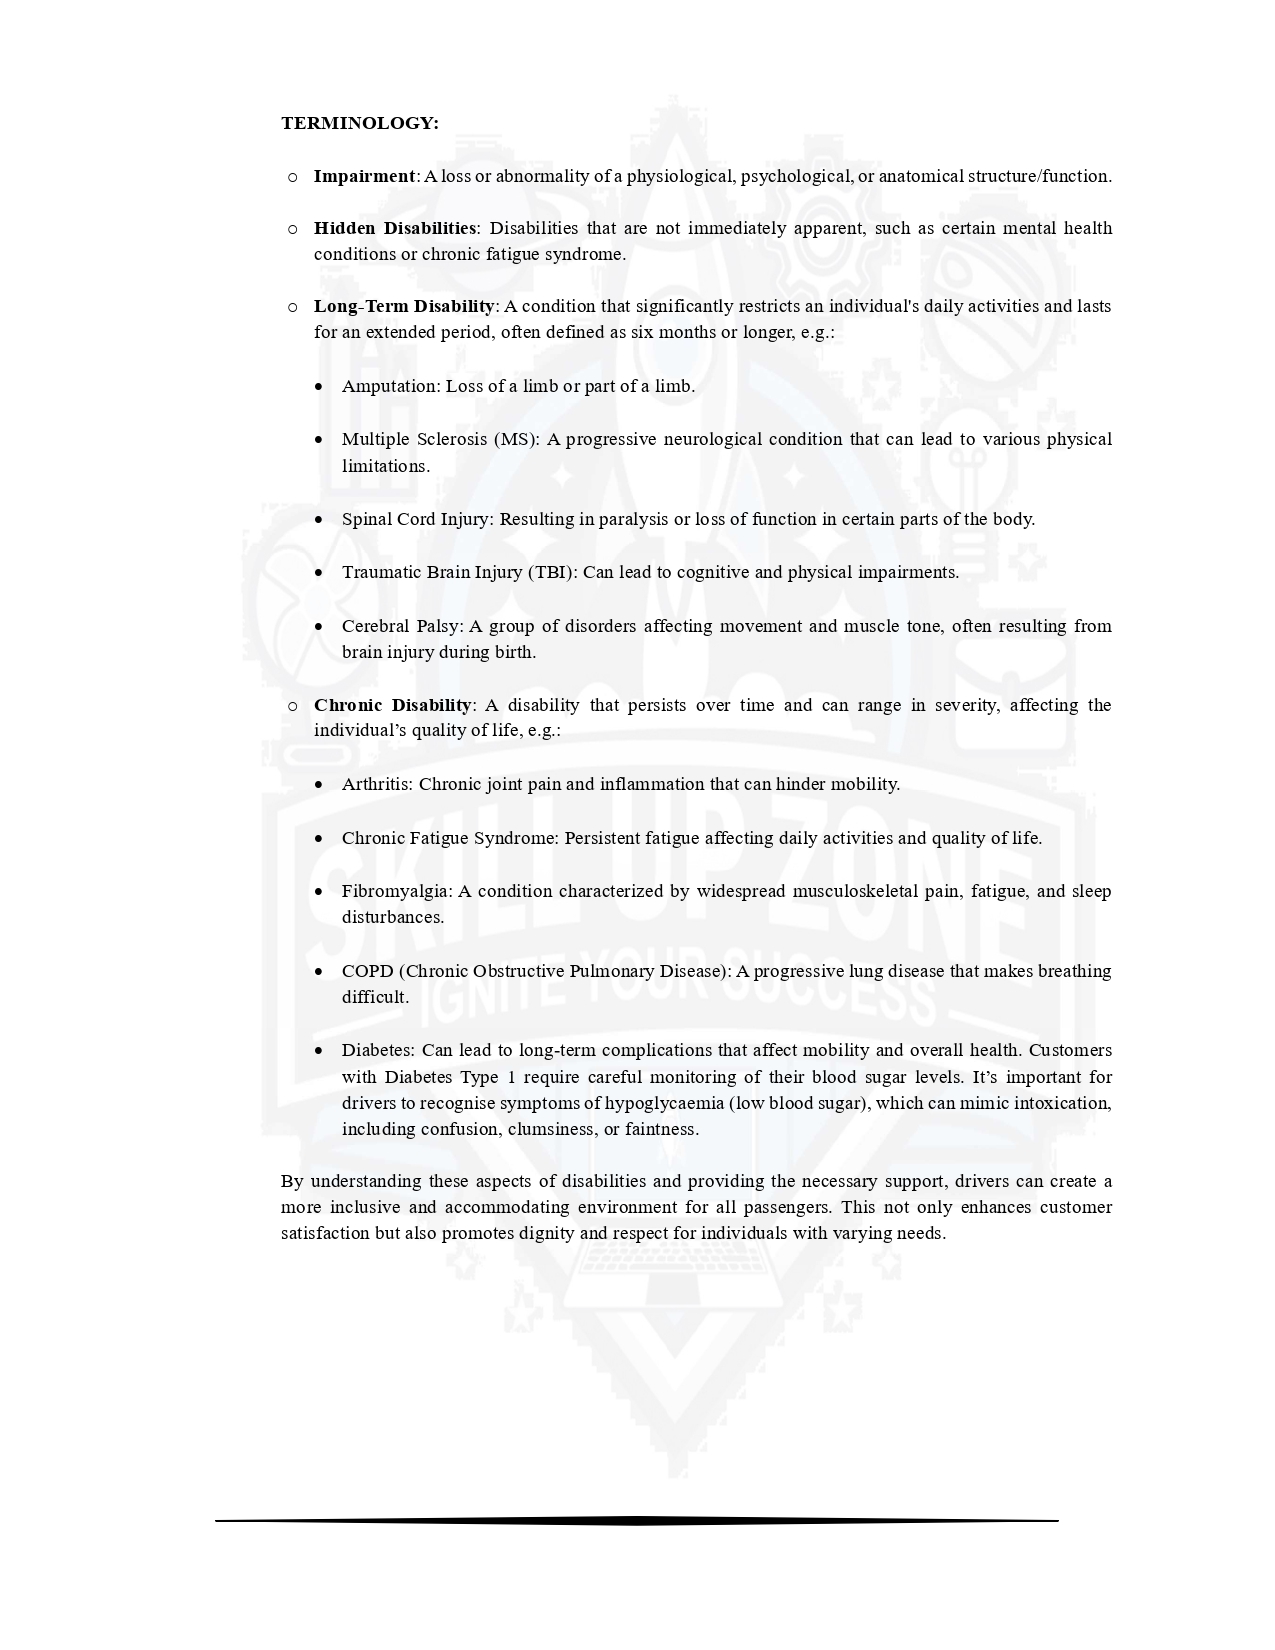 TERMINOLOGY:
o Impairment: A loss or abnormality of a physiological, psychological, or anatomical structure/function.
o Hidden Disabilities: Disabilities that are not immediately apparent, such as certain mental health
conditions or chronic fatigue syndrome.
o Long-Term Disability: A condition that significantly restricts an individual's daily activities and lasts
for an extended period, often defined as six months or longer, e.g.:
• Amputation: Loss of a limb or part of a limb.
• Multiple Sclerosis (MS): A progressive neurological condition that can lead to various physical
limitations.
• Spinal Cord Injury: Resulting in paralysis or loss of function in certain parts of the body.
• Traumatic Brain Injury (TBI): Can lead to cognitive and physical impairments.
• Cerebral Palsy: A group of disorders affecting movement and muscle tone, often resulting from
brain injury during birth.
o Chronic Disability: A disability that persists over time and can range in severity, affecting the
individual’s quality of life, e.g.:
• Arthritis: Chronic joint pain and inflammation that can hinder mobility.
• Chronic Fatigue Syndrome: Persistent fatigue affecting daily activities and quality of life.
• Fibromyalgia: A condition characterized by widespread musculoskeletal pain, fatigue, and sleep
disturbances.
• COPD (Chronic Obstructive Pulmonary Disease): A progressive lung disease that makes breathing
difficult.
• Diabetes: Can lead to long-term complications that affect mobility and overall health. Customers
with Diabetes Type 1 require careful monitoring of their blood sugar levels. It’s important for
drivers to recognise symptoms of hypoglycaemia (low blood sugar), which can mimic intoxication,
including confusion, clumsiness, or faintness.
By understanding these aspects of disabilities and providing the necessary support, drivers can create a
more inclusive and accommodating environment for all passengers. This not only enhances customer
satisfaction but also promotes dignity and respect for individuals with varying needs.
SKILL UP ZONE
IGNITE YOUR SUCCESS